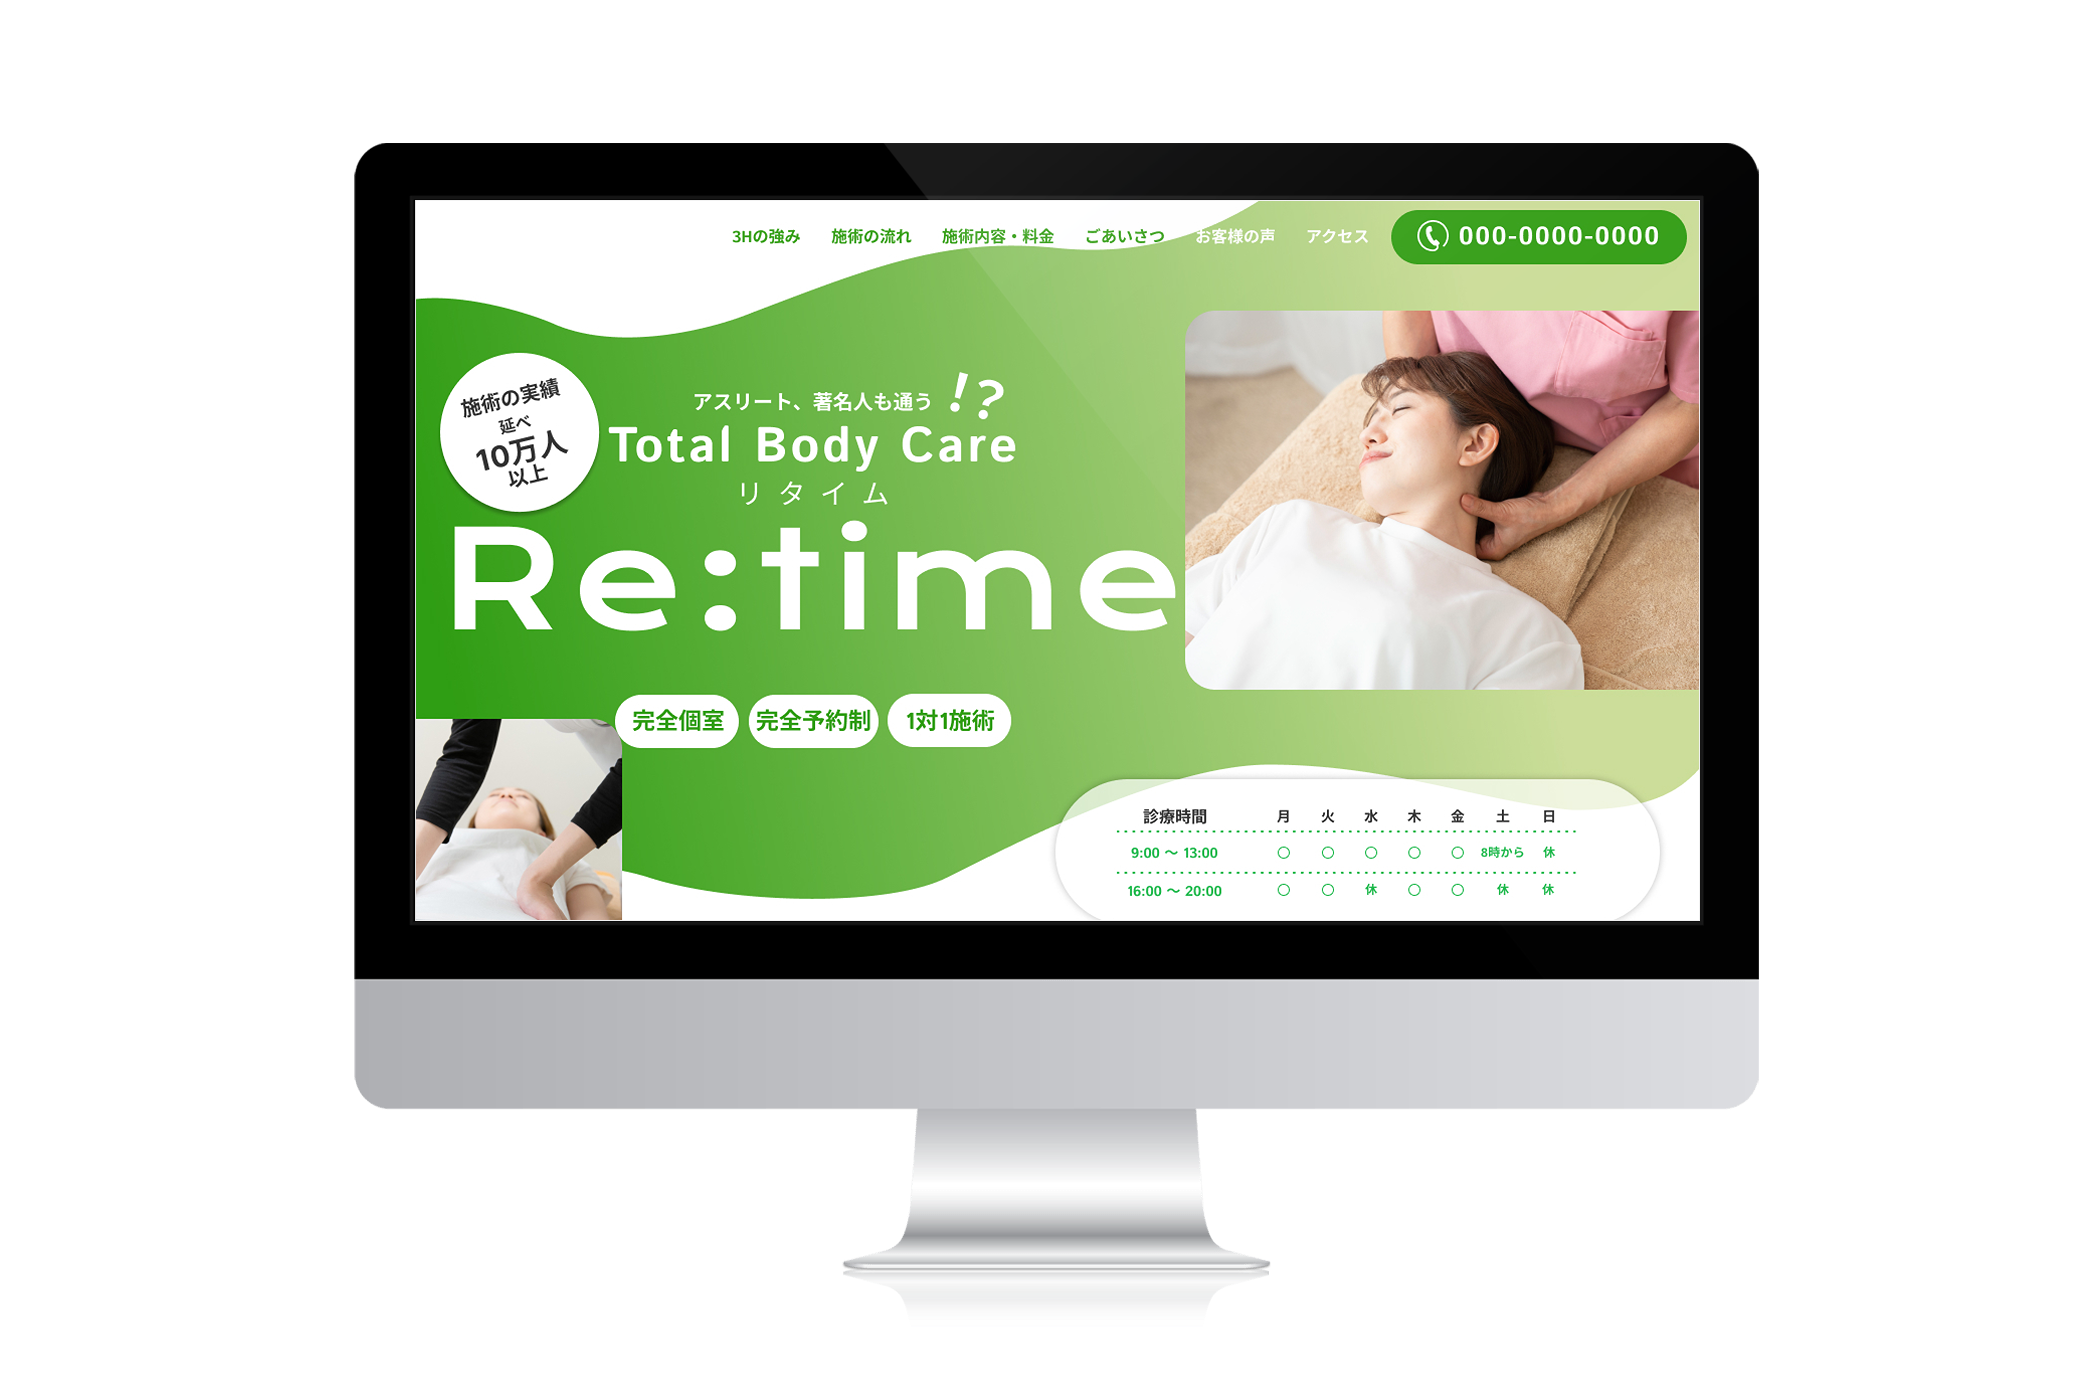 3Hの強み 施術の流れ 施術内容・料金 ごあいさつ お客様の声 アクセス 000-0000-0000
施術の実績
延べ
10万人
以上
アスリート、著名人も通う !?
Total Body Care
リタイム
Re:time
完全個室 完全予約制 1対1施術
診療時間 月 火 水 木 金 土 日
9:00 〜 13:00 ○ ○ ○ ○ ○ 8時から 休
16:00 〜 20:00 ○ ○ 休 ○ ○ 休 休